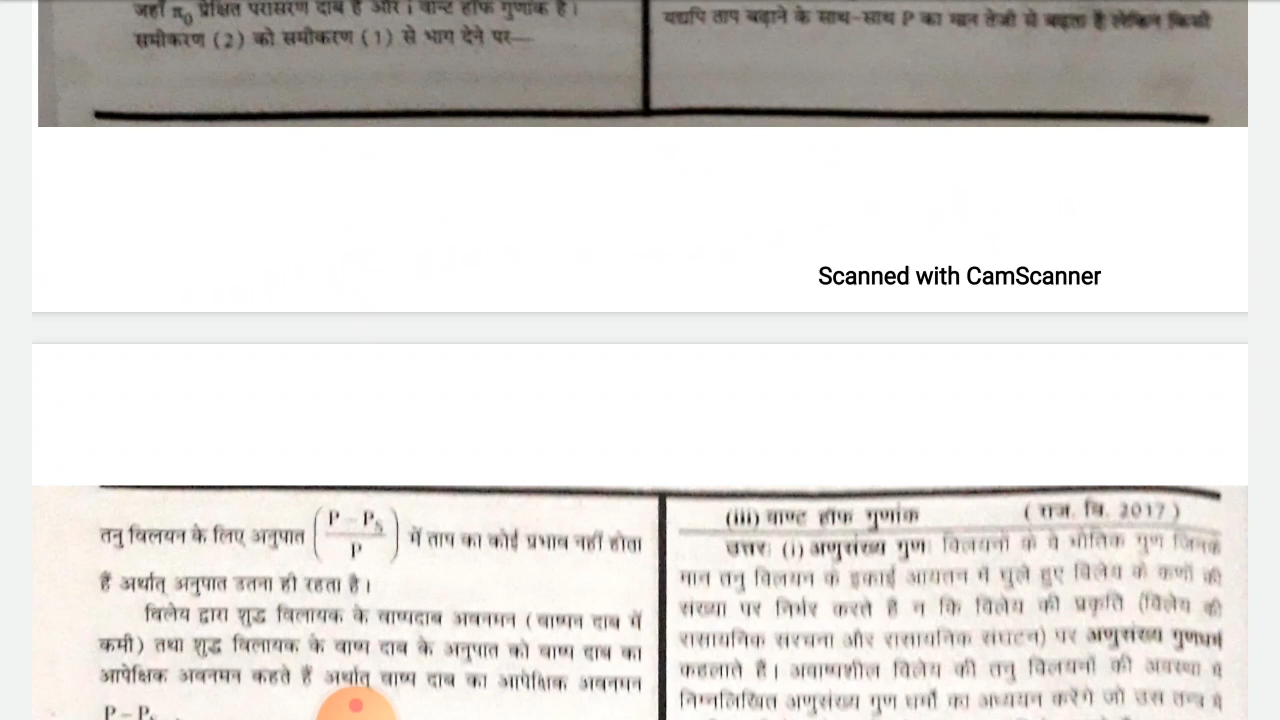 जहाँ π₀ प्रेक्षित परासरण दाब है और i वान्ट हॉफ गुणांक है।
समीकरण (2) को समीकरण (1) से भाग देने पर—
यद्यपि ताप बढ़ाने के साथ-साथ P का मान तेजी से बढ़ता है लेकिन किसी
Scanned with CamScanner
तनु विलयन के लिए अनुपात ((P – Pₛ)/P) में ताप का कोई प्रभाव नहीं होता
हैं अर्थात् अनुपात उतना ही रहता है।
विलेय द्वारा शुद्ध विलायक के वाष्पदाब अवनमन (वाष्पन दाब में
कमी) तथा शुद्ध विलायक के वाष्प दाब के अनुपात को वाष्प दाब का
आपेक्षिक अवनमन कहते हैं अर्थात् वाष्प दाब का आपेक्षिक अवनमन
P – Pₛ
(iii) वाण्ट हॉफ गुणांक (राज. वि. 2017)
उत्तर: (i) अणुसंख्य गुण: विलयनों के वे भौतिक गुण जिनके
मान तनु विलयन के इकाई आयतन में घुले हुए विलेय के कणों की
संख्या पर निर्भर करते हैं न कि विलेय की प्रकृति (विलेय की
रासायनिक सरचना और रासायनिक संघटन) पर अणुसंख्य गुणधर्म
कहलाते है। अवाष्पशील विलेय की तनु विलयनों की अवस्था में
निम्नलिखित अणुसंख्य गुण धर्मों का अध्ययन करेंगे जो उस तन्त्र में